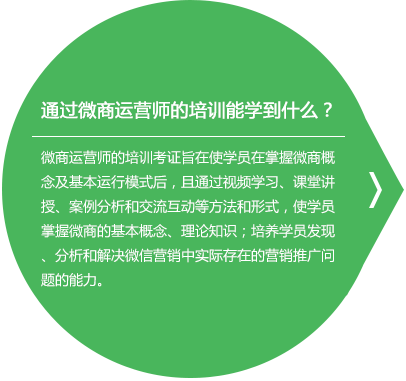 通过微商运营师的培训能学到什么？
微商运营师的培训考证旨在使学员在掌握微商概
念及基本运行模式后，且通过视频学习、课堂讲
授、案例分析和交流互动等方法和形式，使学员
掌握微商的基本概念、理论知识；培养学员发现
、分析和解决微信营销中实际存在的营销推广问
题的能力。